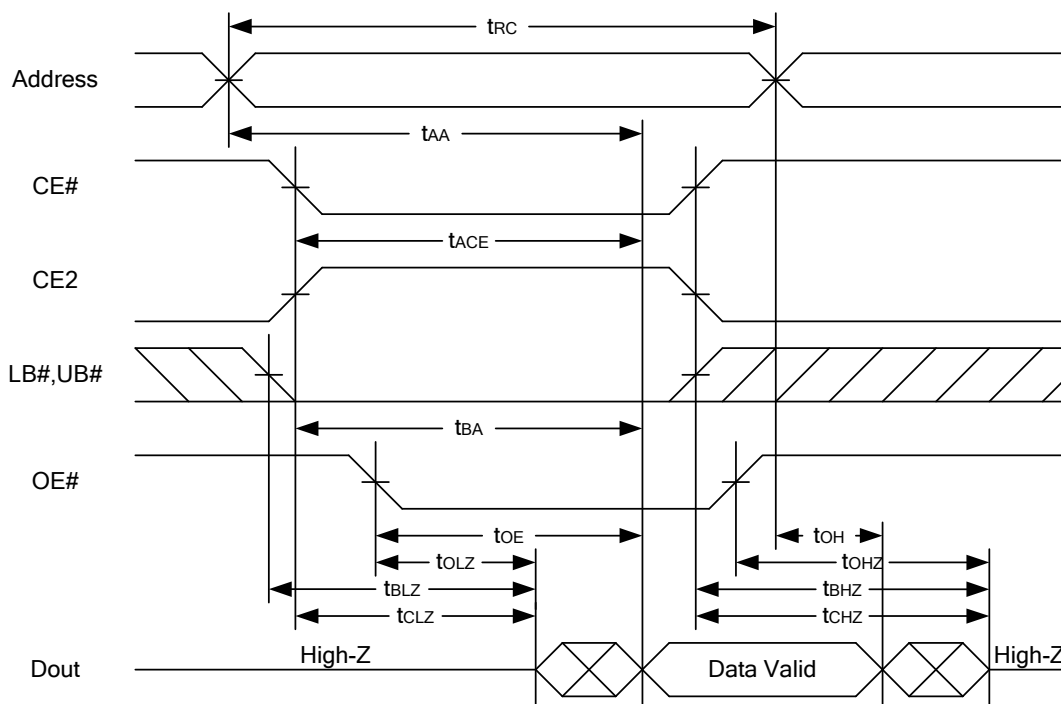 tRC
Address
tAA
CE#
tACE
CE2
LB#,UB#
tBA
OE#
tOE
tOH
tOLZ
tOHZ
tBLZ
tBHZ
tCLZ
tCHZ
High-Z
High-Z
Dout
Data Valid